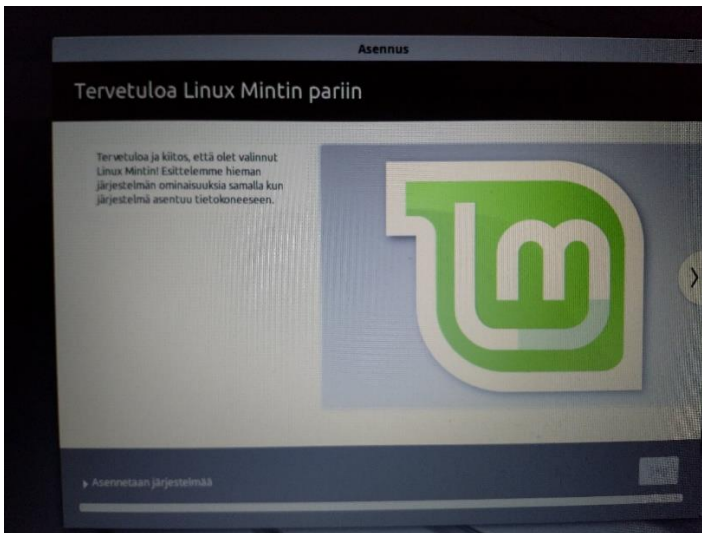 Asennus
Tervetuloa Linux Mintin pariin
Tervetuloa ja kiitos, että olet valinnut
Linux Mintin! Esittelemme hieman
järjestelmän ominaisuuksia samalla kun
järjestelmä asentuu tietokoneeseen.
lm
Asennetaan järjestelmää